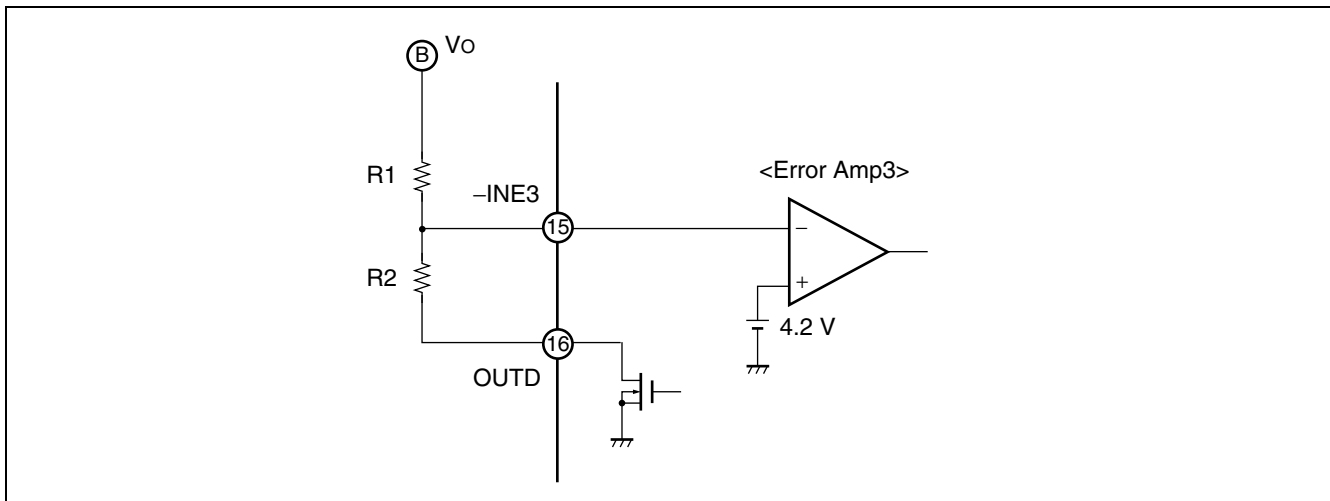 B
VO
R1
–INE3
15
<Error Amp3>
−
+
R2
4.2 V
16
OUTD